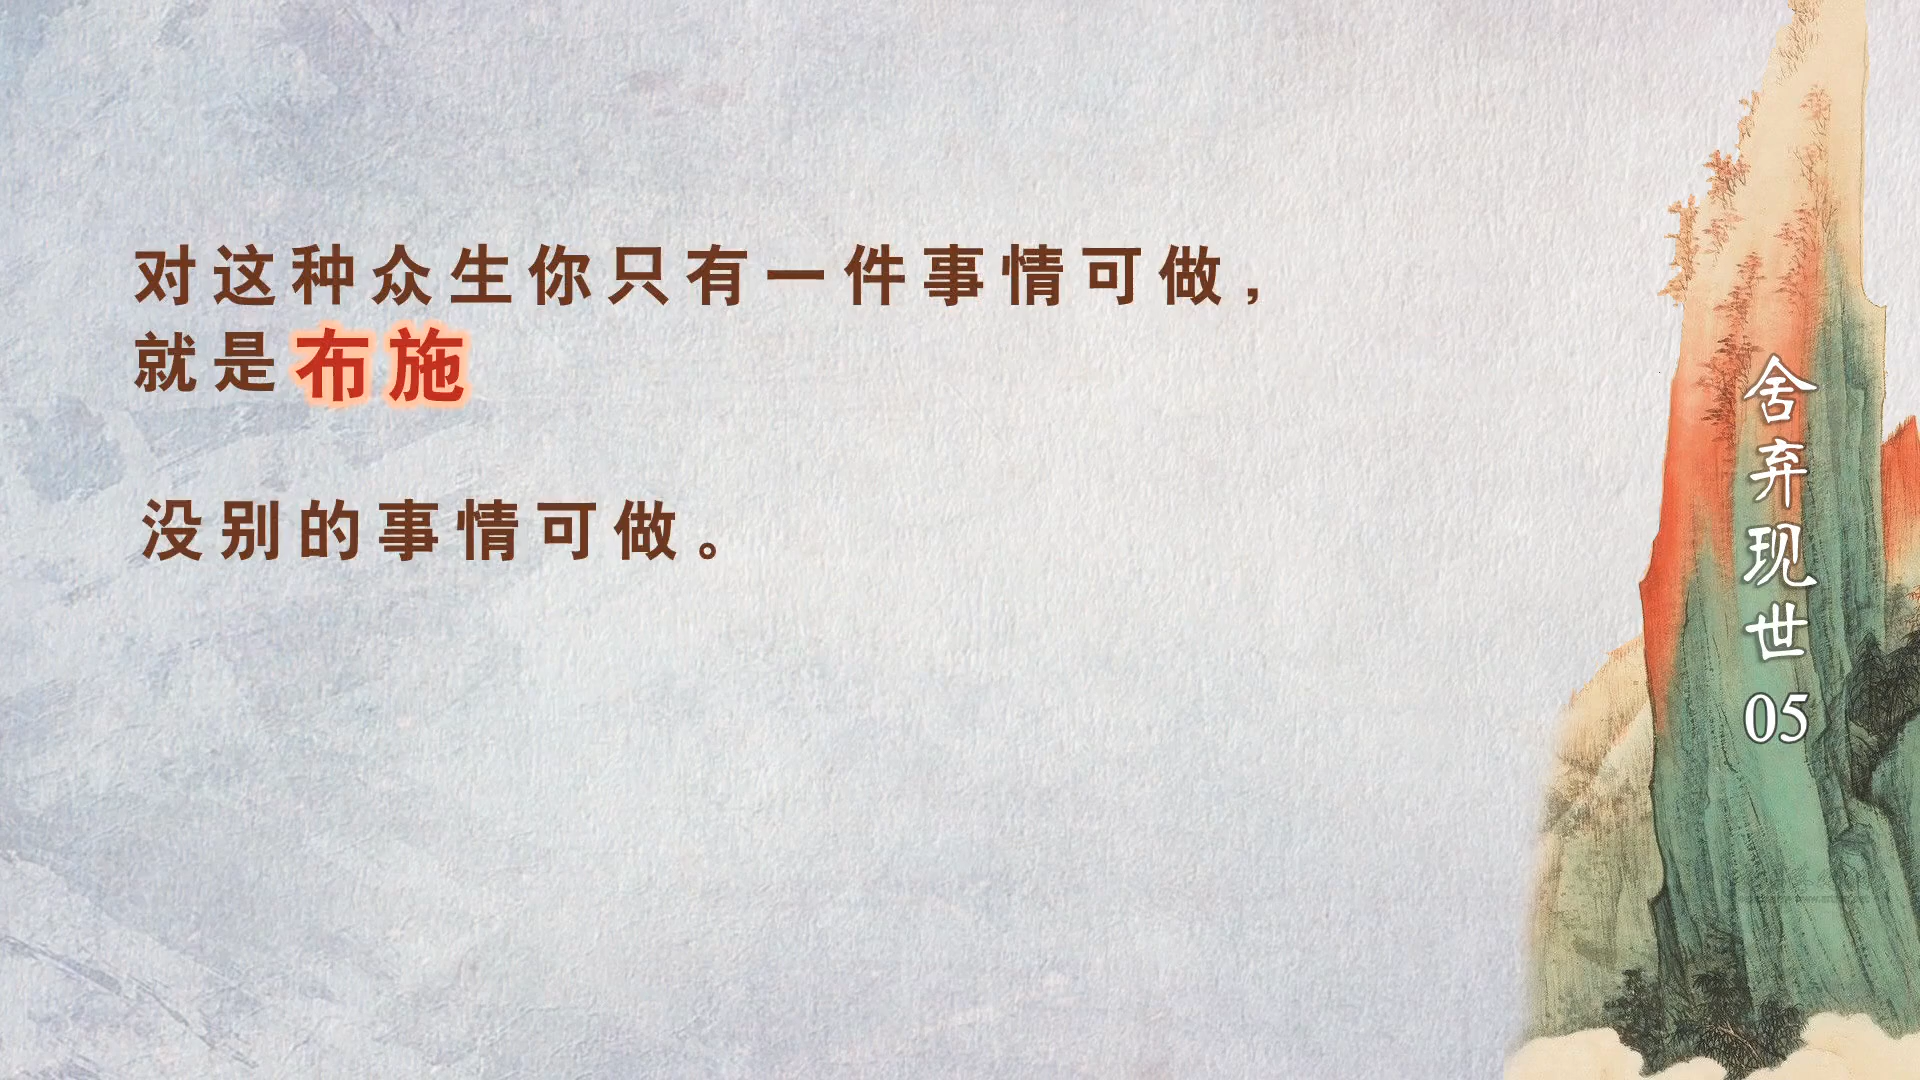 对这种众生你只有一件事情可做，
就是布施
没别的事情可做。
舍弃现世 05